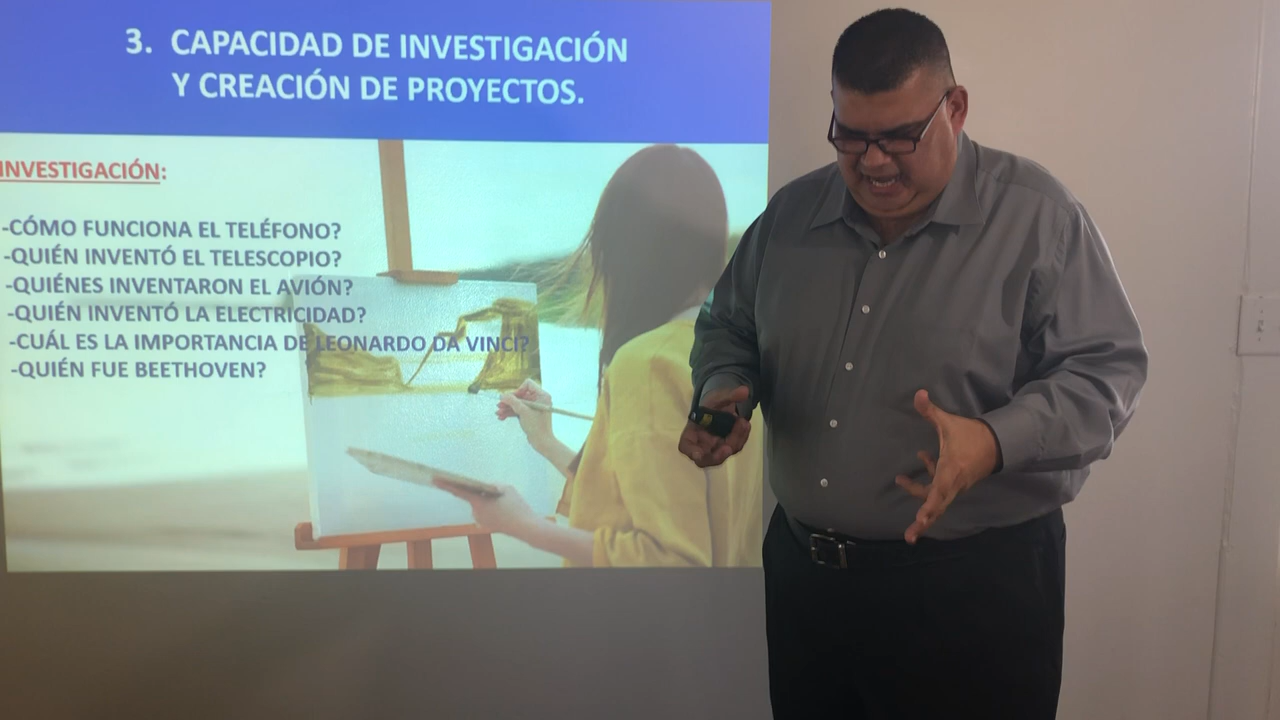 3. CAPACIDAD DE INVESTIGACIÓN
Y CREACIÓN DE PROYECTOS.
INVESTIGACIÓN:
-CÓMO FUNCIONA EL TELÉFONO?
-QUIÉN INVENTÓ EL TELESCOPIO?
-QUIÉNES INVENTARON EL AVIÓN?
-QUIÉN INVENTÓ LA ELECTRICIDAD?
-CUÁL ES LA IMPORTANCIA DE LEONARDO DA VINCI?
-QUIÉN FUE BEETHOVEN?